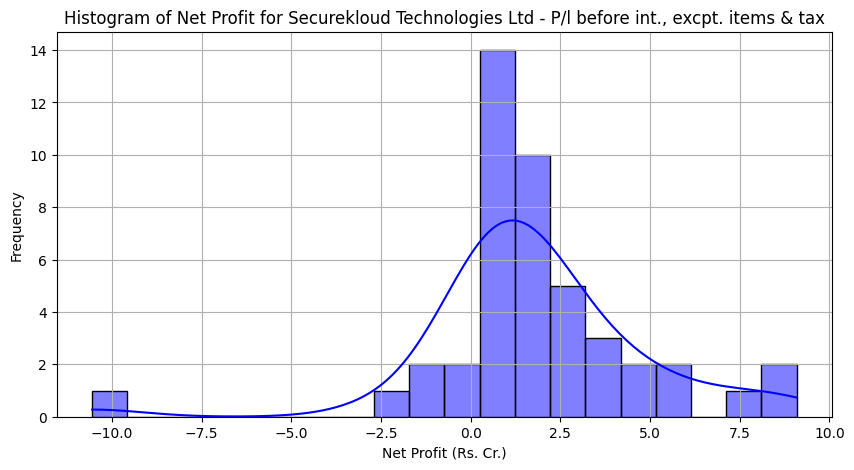 Histogram of Net Profit for Securekloud Technologies Ltd - P/l before int., excpt. items & tax
14
12
10
8
6
4
2
0
Frequency
−10.0 −7.5 −5.0 −2.5 0.0 2.5 5.0 7.5 10.0
Net Profit (Rs. Cr.)